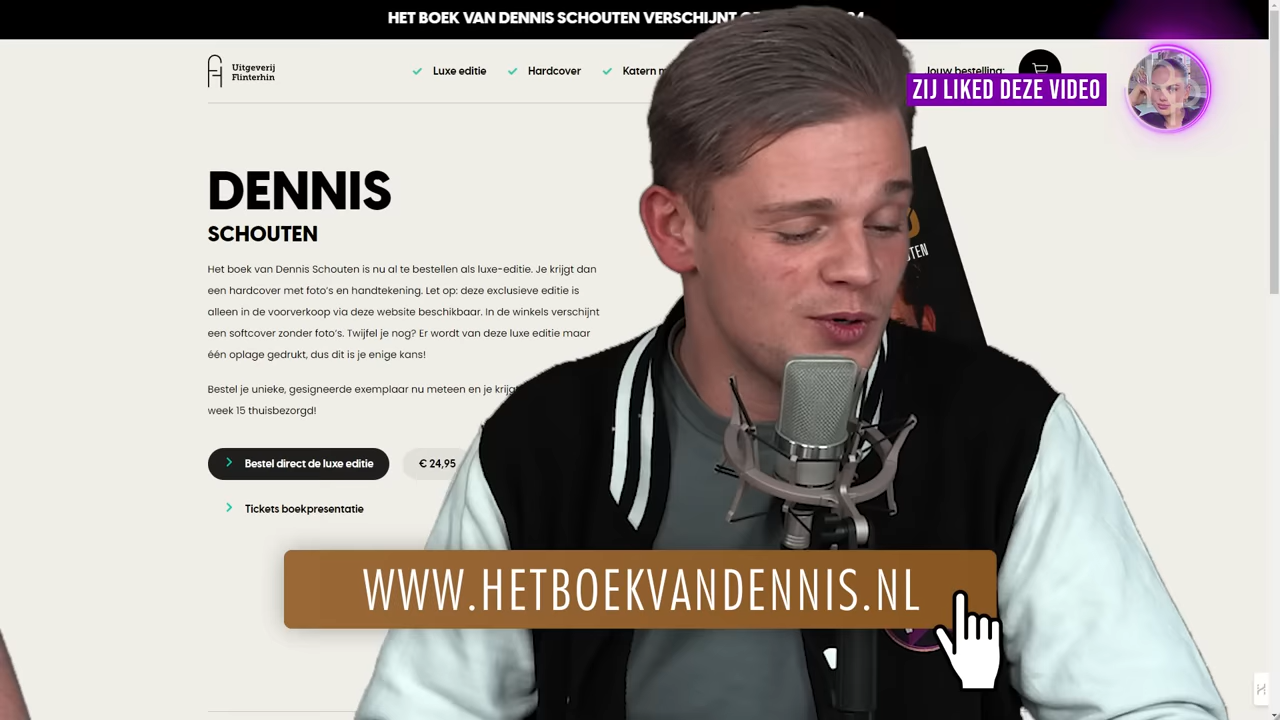 HET BOEK VAN DENNIS SCHOUTEN VERSCHIJNT
Uitgeverij
Flinterhin
Luxe editie
Hardcover
Katern
Jouw bestelling:
ZIJ LIKED DEZE VIDEO
DENNIS
SCHOUTEN
Het boek van Dennis Schouten is nu al te bestellen als luxe-editie. Je krijgt dan
een hardcover met foto's en handtekening. Let op: deze exclusieve editie is
alleen in de voorverkoop via deze website beschikbaar. In de winkels verschijnt
een softcover zonder foto's. Twijfel je nog? Er wordt van deze luxe editie maar
één oplage gedrukt, dus dit is je enige kans!
Bestel je unieke, gesigneerde exemplaar nu meteen en je krijgt
week 15 thuisbezorgd!
Bestel direct de luxe editie
€ 24,95
Tickets boekpresentatie
WWW.HETBOEKVANDENNIS.NL